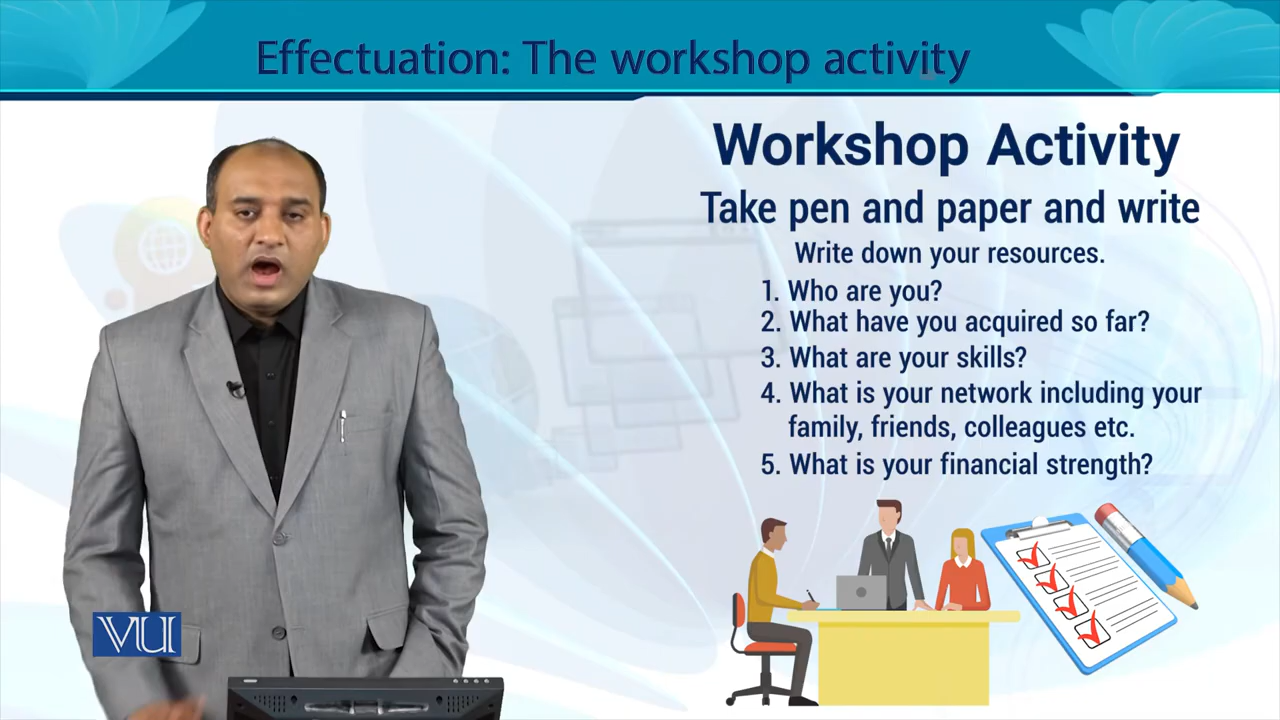 Effectuation: The workshop activity
Workshop Activity
Take pen and paper and write
Write down your resources.
1. Who are you?
2. What have you acquired so far?
3. What are your skills?
4. What is your network including your
family, friends, colleagues etc.
5. What is your financial strength?
VU